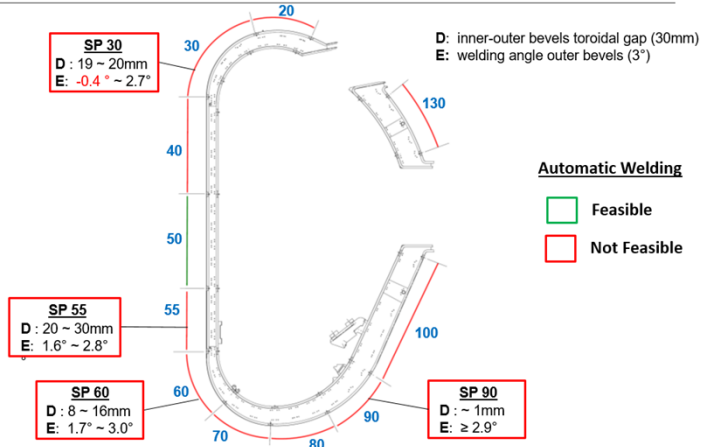 20
D: inner-outer bevels toroidal gap (30mm)
E: welding angle outer bevels (3°)
SP 30
D : 19 ~ 20mm
E: -0.4 ° ~ 2.7°
30
130
40
Automatic Welding
Feasible
Not Feasible
50
SP 55
D : 20 ~ 30mm
E: 1.6° ~ 2.8°
°
55
100
SP 60
D : 8 ~ 16mm
E: 1.7° ~ 3.0°
60
SP 90
D : ~ 1mm
E: ≥ 2.9°
90
70
80